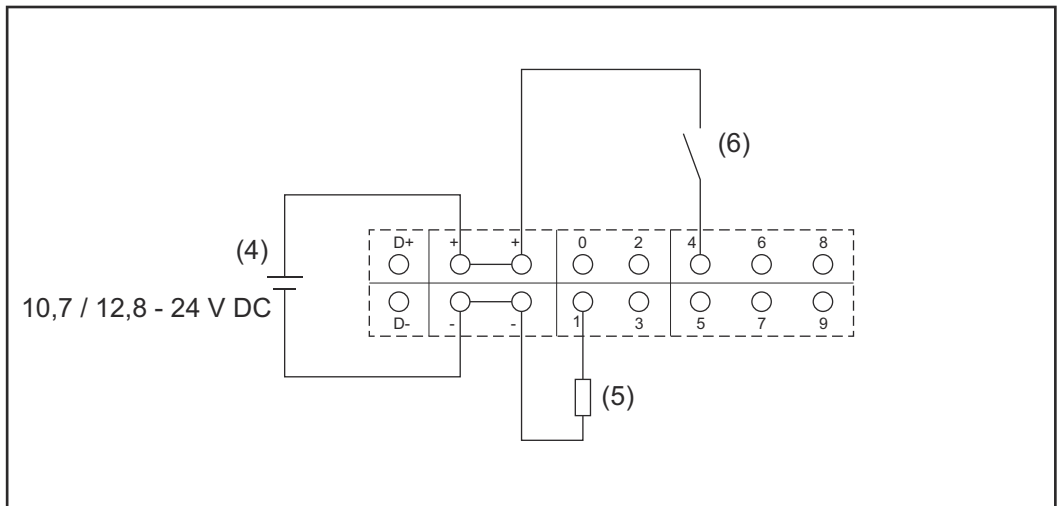 (6)
(4)
10,7 / 12,8 - 24 V DC
D+ + + 0 2 4 6 8
D- - - 1 3 5 7 9
(5)